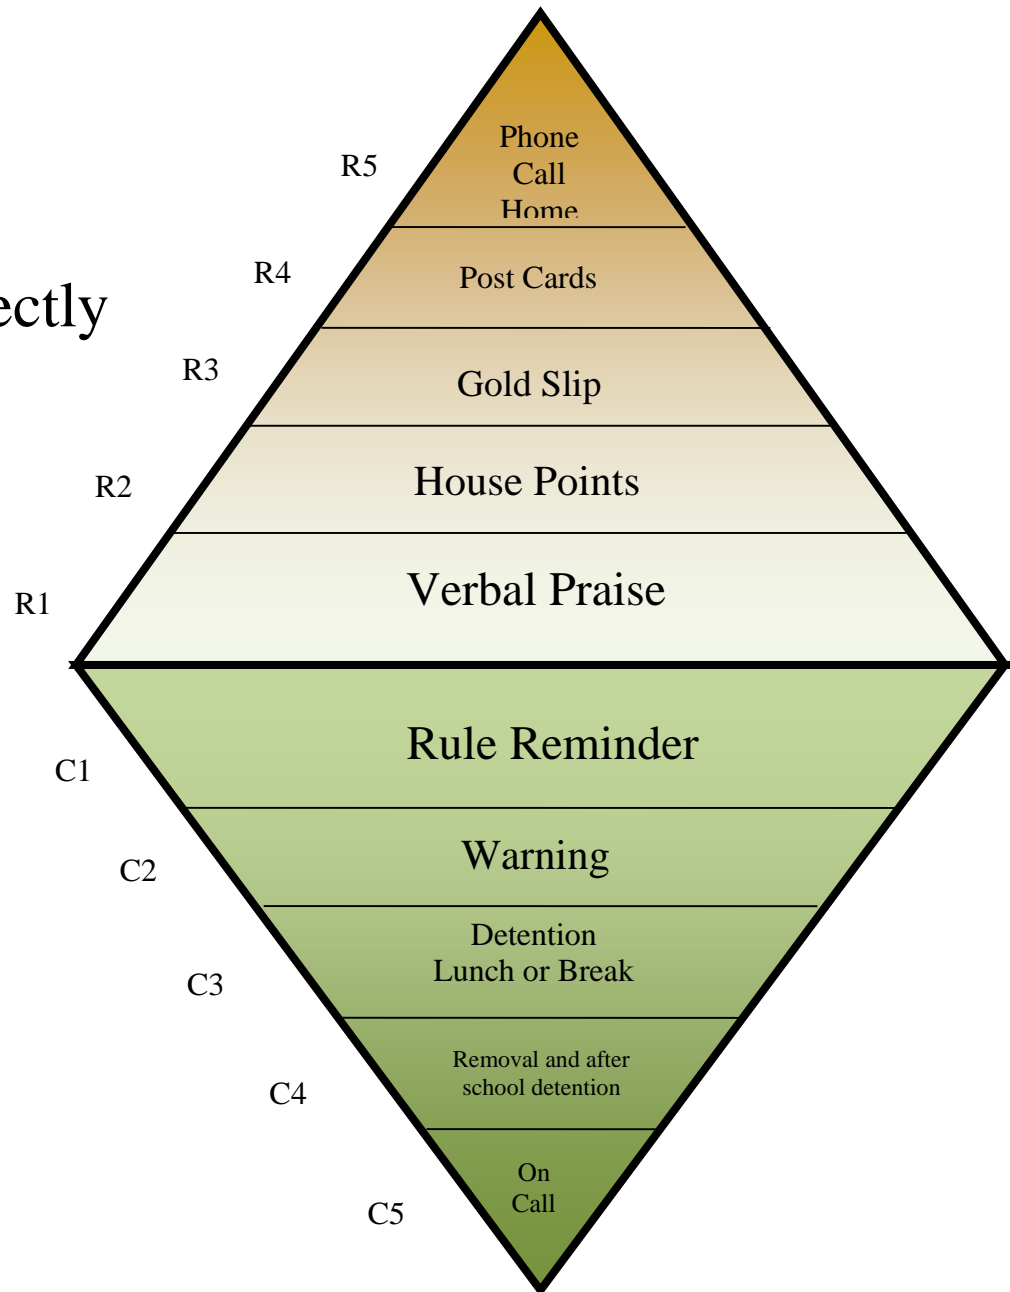 R5
Phone
Call
Home
R4
Post Cards
ectly
R3
Gold Slip
R2
House Points
R1
Verbal Praise
C1
Rule Reminder
C2
Warning
C3
Detention
Lunch or Break
C4
Removal and after
school detention
C5
On
Call